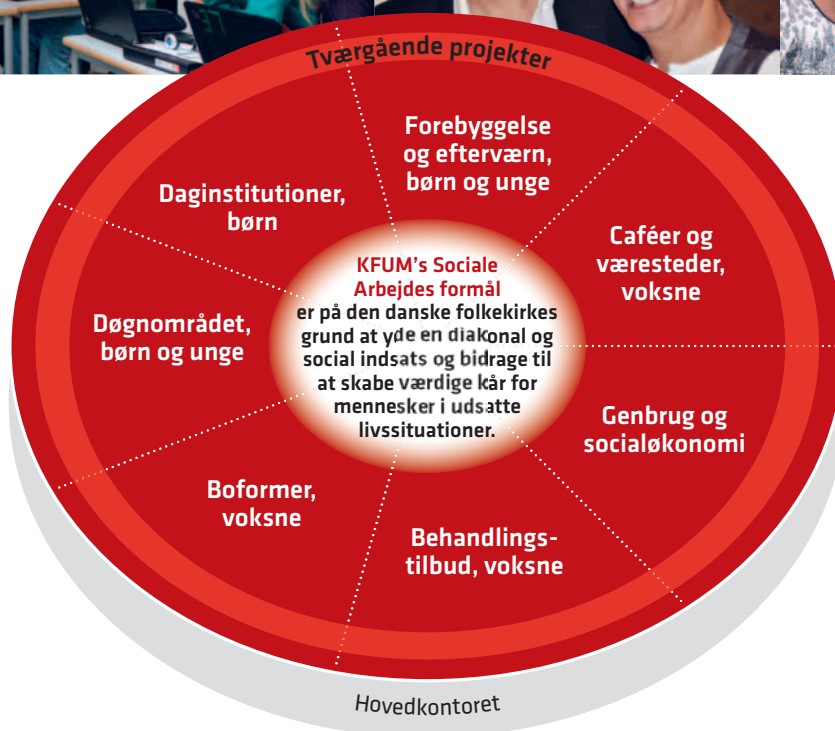 Tværgående projekter
Forebyggelse
og efterværn,
børn og unge
Daginstitutioner,
børn
Caféer og
væresteder,
voksne
KFUM's Sociale
Arbejdes formål
er på den danske folkekirkes
grund at yde en diakonal og
social indsats og bidrage til
at skabe værdige kår for
mennesker i udsatte
livssituationer.
Døgnområdet,
børn og unge
Genbrug og
socialøkonomi
Boformer,
voksne
Behandlings-
tilbud, voksne
Hovedkontoret